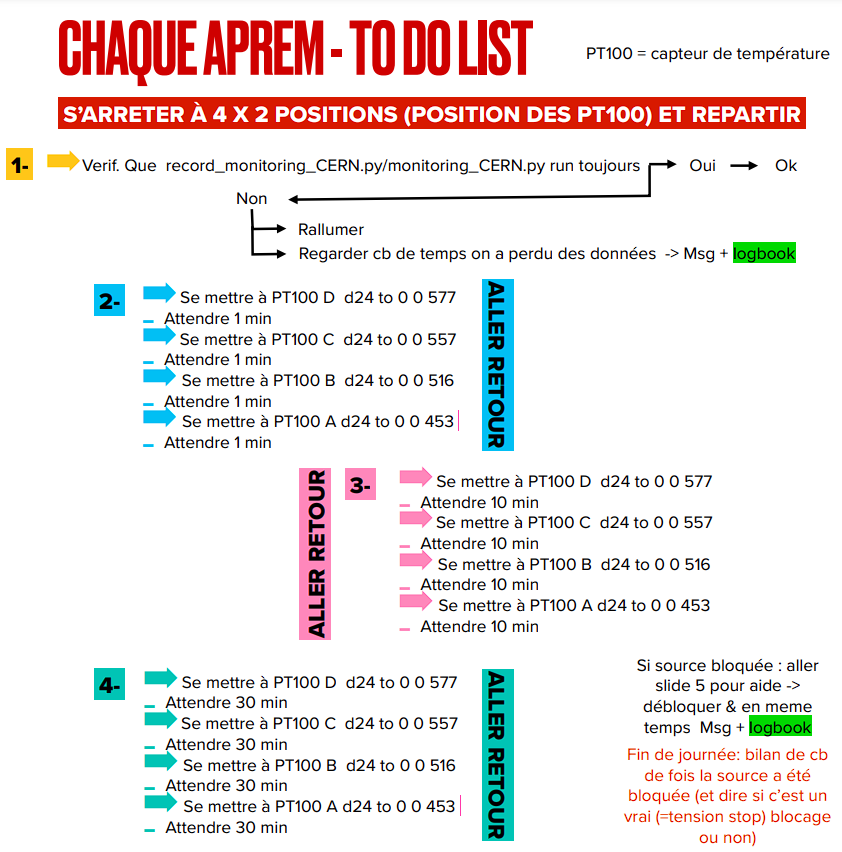 CHAQUE APREM - TO DO LIST
PT100 = capteur de température
S'ARRETER À 4 X 2 POSITIONS (POSITION DES PT100) ET REPARTIR
1- Verif. Que record_monitoring_CERN.py/monitoring_CERN.py run toujours Oui Ok
Non
Rallumer
Regarder cb de temps on a perdu des données -> Msg + logbook
2- Se mettre à PT100 D d24 to 0 0 577
Attendre 1 min
Se mettre à PT100 C d24 to 0 0 557
Attendre 1 min
Se mettre à PT100 B d24 to 0 0 516
Attendre 1 min
Se mettre à PT100 A d24 to 0 0 453
Attendre 1 min
ALLER RETOUR
ALLER RETOUR
3- Se mettre à PT100 D d24 to 0 0 577
Attendre 10 min
Se mettre à PT100 C d24 to 0 0 557
Attendre 10 min
Se mettre à PT100 B d24 to 0 0 516
Attendre 10 min
Se mettre à PT100 A d24 to 0 0 453
Attendre 10 min
4- Se mettre à PT100 D d24 to 0 0 577
Attendre 30 min
Se mettre à PT100 C d24 to 0 0 557
Attendre 30 min
Se mettre à PT100 B d24 to 0 0 516
Attendre 30 min
Se mettre à PT100 A d24 to 0 0 453
Attendre 30 min
ALLER RETOUR
Si source bloquée : aller
slide 5 pour aide ->
débloquer & en meme
temps Msg + logbook
Fin de journée: bilan de cb
de fois la source a été
bloquée (et dire si c'est un
vrai (=tension stop) blocage
ou non)